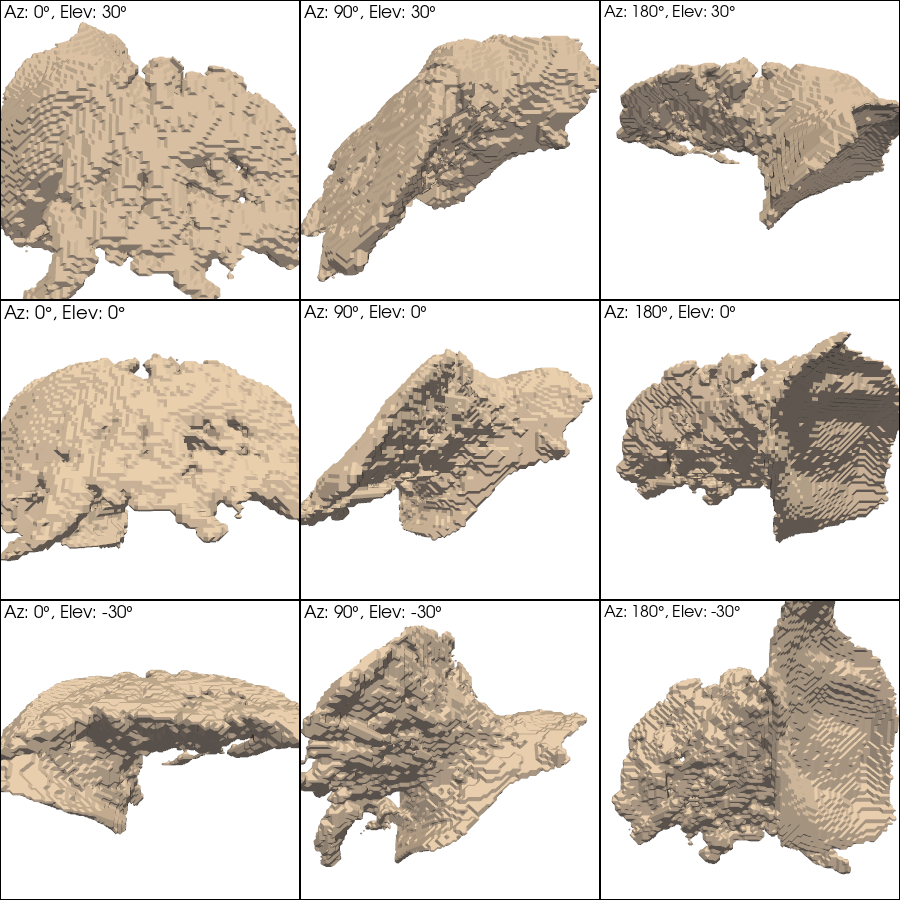 Az: 0°, Elev: 30°
Az: 90°, Elev: 30°
Az: 180°, Elev: 30°
Az: 0°, Elev: 0°
Az: 90°, Elev: 0°
Az: 180°, Elev: 0°
Az: 0°, Elev: -30°
Az: 90°, Elev: -30°
Az: 180°, Elev: -30°